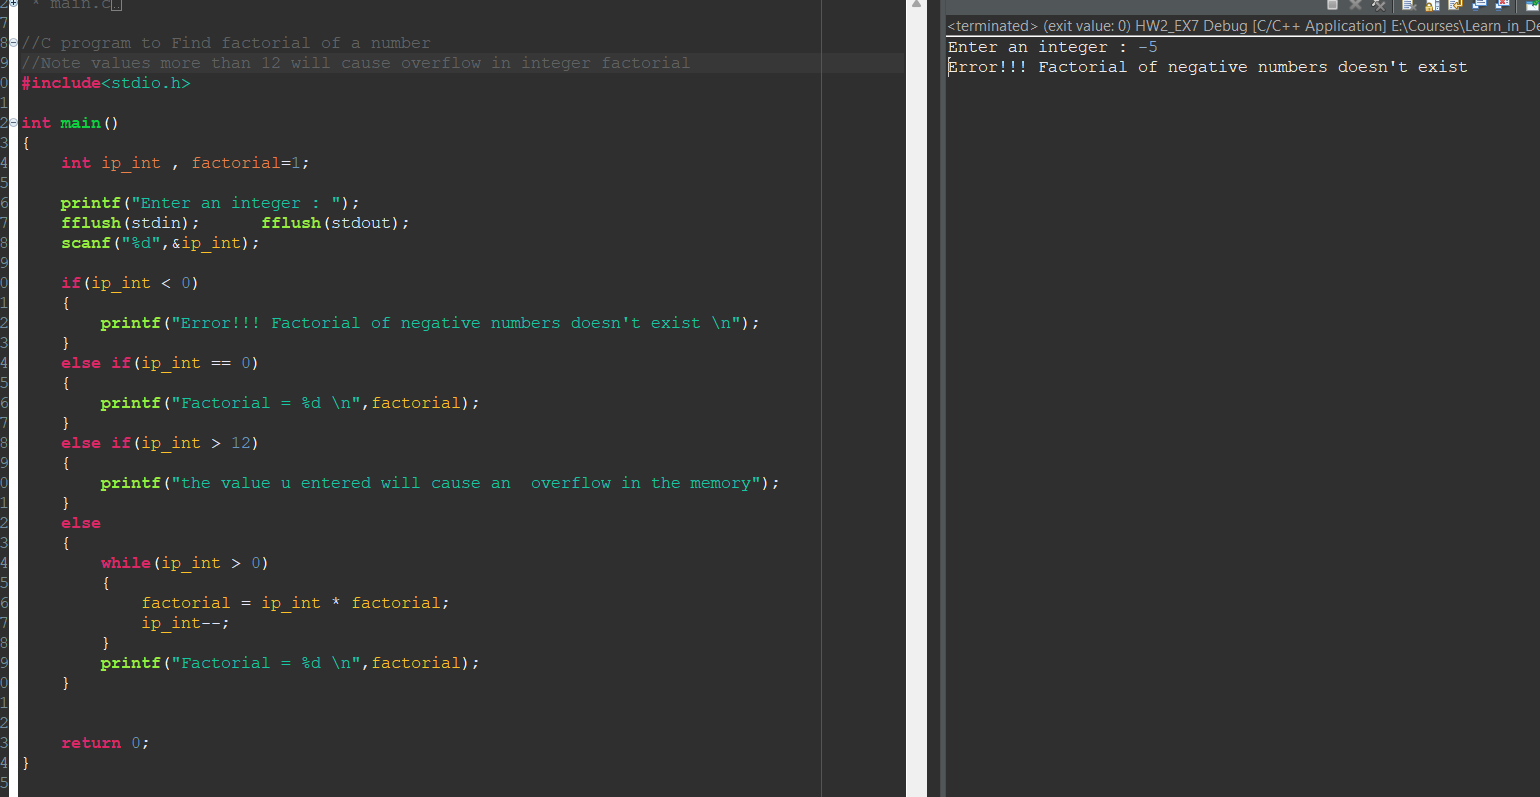 * main.c
//C program to Find factorial of a number
//Note values more than 12 will cause overflow in integer factorial
#include<stdio.h>
int main()
{
int ip_int , factorial=1;
printf("Enter an integer : ");
fflush(stdin); fflush(stdout);
scanf("%d",&ip_int);
if(ip_int < 0)
{
printf("Error!!! Factorial of negative numbers doesn't exist \n");
}
else if(ip_int == 0)
{
printf("Factorial = %d \n",factorial);
}
else if(ip_int > 12)
{
printf("the value u entered will cause an  overflow in the memory");
}
else
{
while(ip_int > 0)
{
factorial = ip_int * factorial;
ip_int--;
}
printf("Factorial = %d \n",factorial);
}
return 0;
}
<terminated> (exit value: 0) HW2_EX7 Debug [C/C++ Application] E:\Courses\Learn_in_De
Enter an integer : -5
Error!!! Factorial of negative numbers doesn't exist